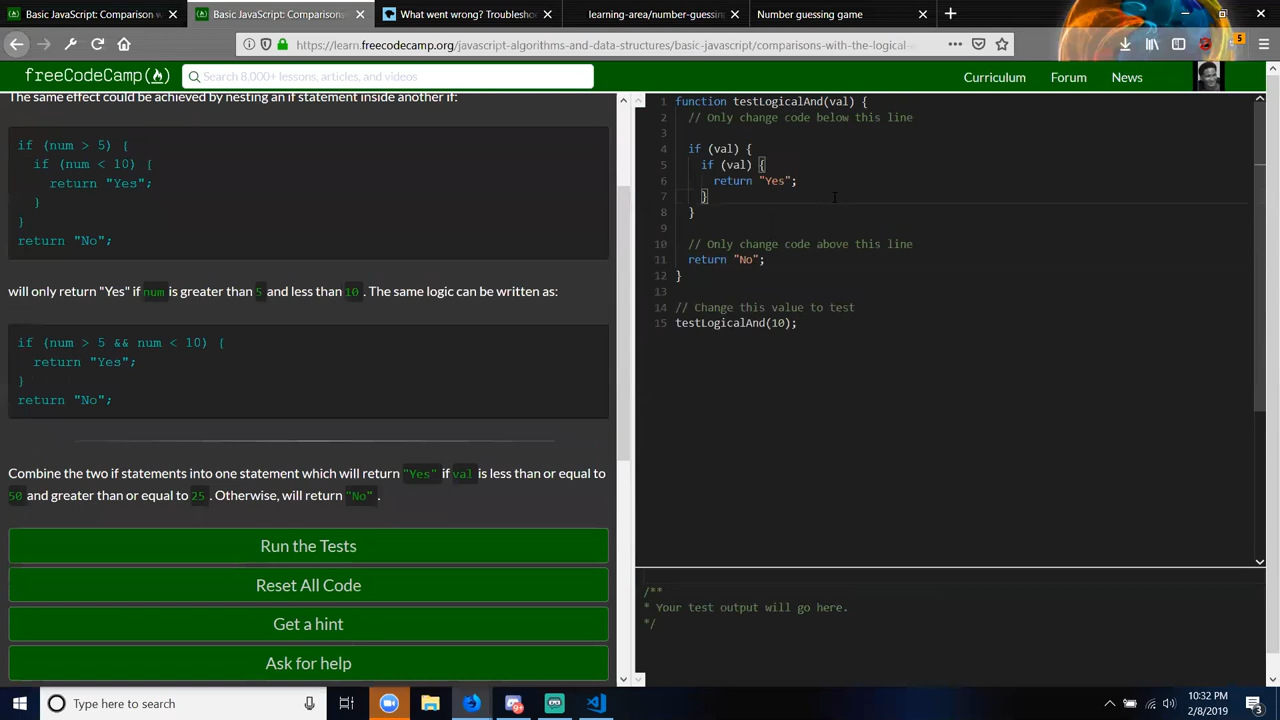 Basic JavaScript: Comparison w
Basic JavaScript: Comparisons
What went wrong? Troublesho
learning-area/number-guessin
Number guessing game
https://learn.freecodecamp.org/javascript-algorithms-and-data-structures/basic-javascript/comparisons-with-the-logical-
5
freeCodeCamp
Search 8,000+ lessons, articles, and videos
Curriculum
Forum
News
The same effect could be achieved by nesting an if statement inside another if:
if (num > 5) {
if (num < 10) {
return "Yes";
}
}
return "No";
will only return "Yes" if num is greater than 5 and less than 10 . The same logic can be written as:
if (num > 5 && num < 10) {
return "Yes";
}
return "No";
Combine the two if statements into one statement which will return "Yes" if val is less than or equal to
50 and greater than or equal to 25 . Otherwise, will return "No" .
Run the Tests
Reset All Code
Get a hint
Ask for help
1 function testLogicalAnd(val) {
2 // Only change code below this line
3
4 if (val) {
5 if (val) {
6 return "Yes";
7 }
8 }
9
10 // Only change code above this line
11 return "No";
12 }
13
14 // Change this value to test
15 testLogicalAnd(10);
/**
* Your test output will go here.
*/
Type here to search
10:32 PM
2/8/2019
3